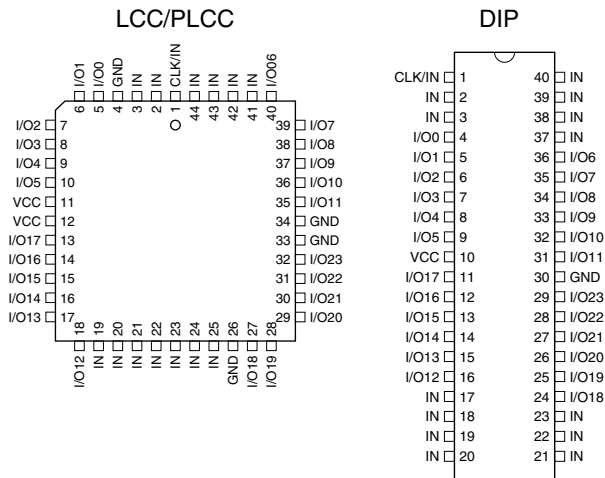 LCC/PLCC
I/O1
I/O0
GND
IN
IN
CLK/IN
IN
IN
IN
IN
I/O06
6 5 4 3 2 1 44 43 42 41 40
I/O2 7 39 I/O7
I/O3 8 38 I/O8
I/O4 9 37 I/O9
I/O5 10 36 I/O10
VCC 11 35 I/O11
VCC 12 34 GND
I/O17 13 33 GND
I/O16 14 32 I/O23
I/O15 15 31 I/O22
I/O14 16 30 I/O21
I/O13 17 29 I/O20
18 19 20 21 22 23 24 25 26 27 28
I/O12
IN
IN
IN
IN
IN
IN
IN
GND
I/O18
I/O19
DIP
CLK/IN 1 40 IN
IN 2 39 IN
IN 3 38 IN
I/O0 4 37 IN
I/O1 5 36 I/O6
I/O2 6 35 I/O7
I/O3 7 34 I/O8
I/O4 8 33 I/O9
I/O5 9 32 I/O10
VCC 10 31 I/O11
I/O17 11 30 GND
I/O16 12 29 I/O23
I/O15 13 28 I/O22
I/O14 14 27 I/O21
I/O13 15 26 I/O20
I/O12 16 25 I/O19
IN 17 24 I/O18
IN 18 23 IN
IN 19 22 IN
IN 20 21 IN